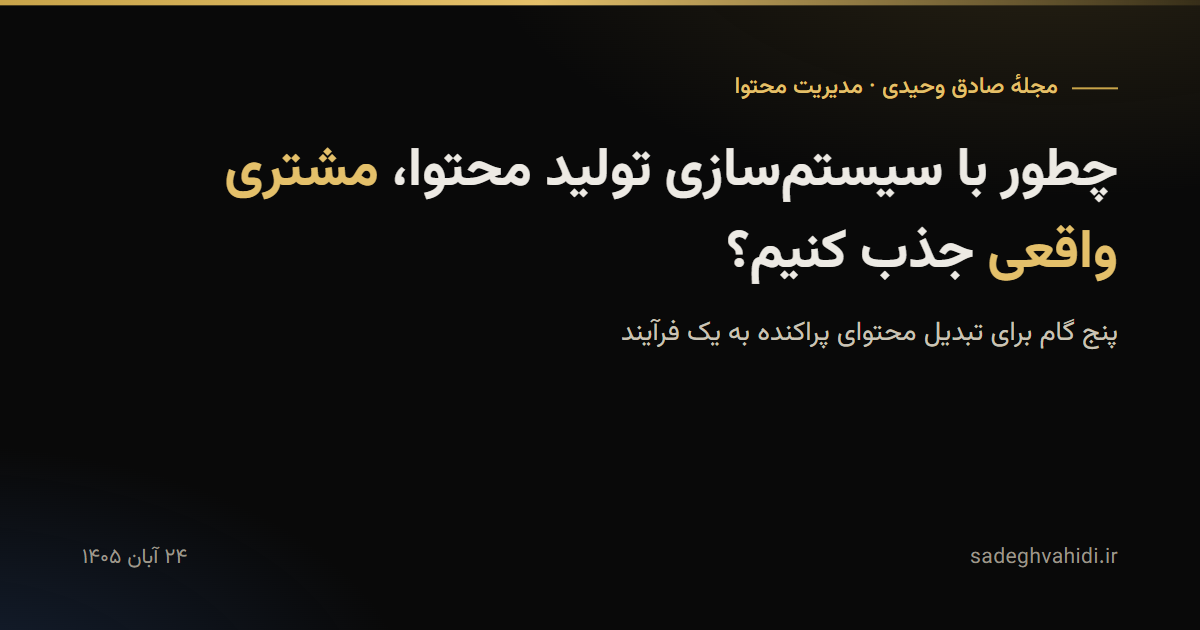 مجلهٔ صادق وحیدی · مدیریت محتوا
چطور با سیستم‌سازی تولید محتوا، مشتری
واقعی جذب کنیم؟
پنج گام برای تبدیل محتوای پراکنده به یک فرآیند
sadeghvahidi.ir
۲۴ آبان ۱۴۰۵